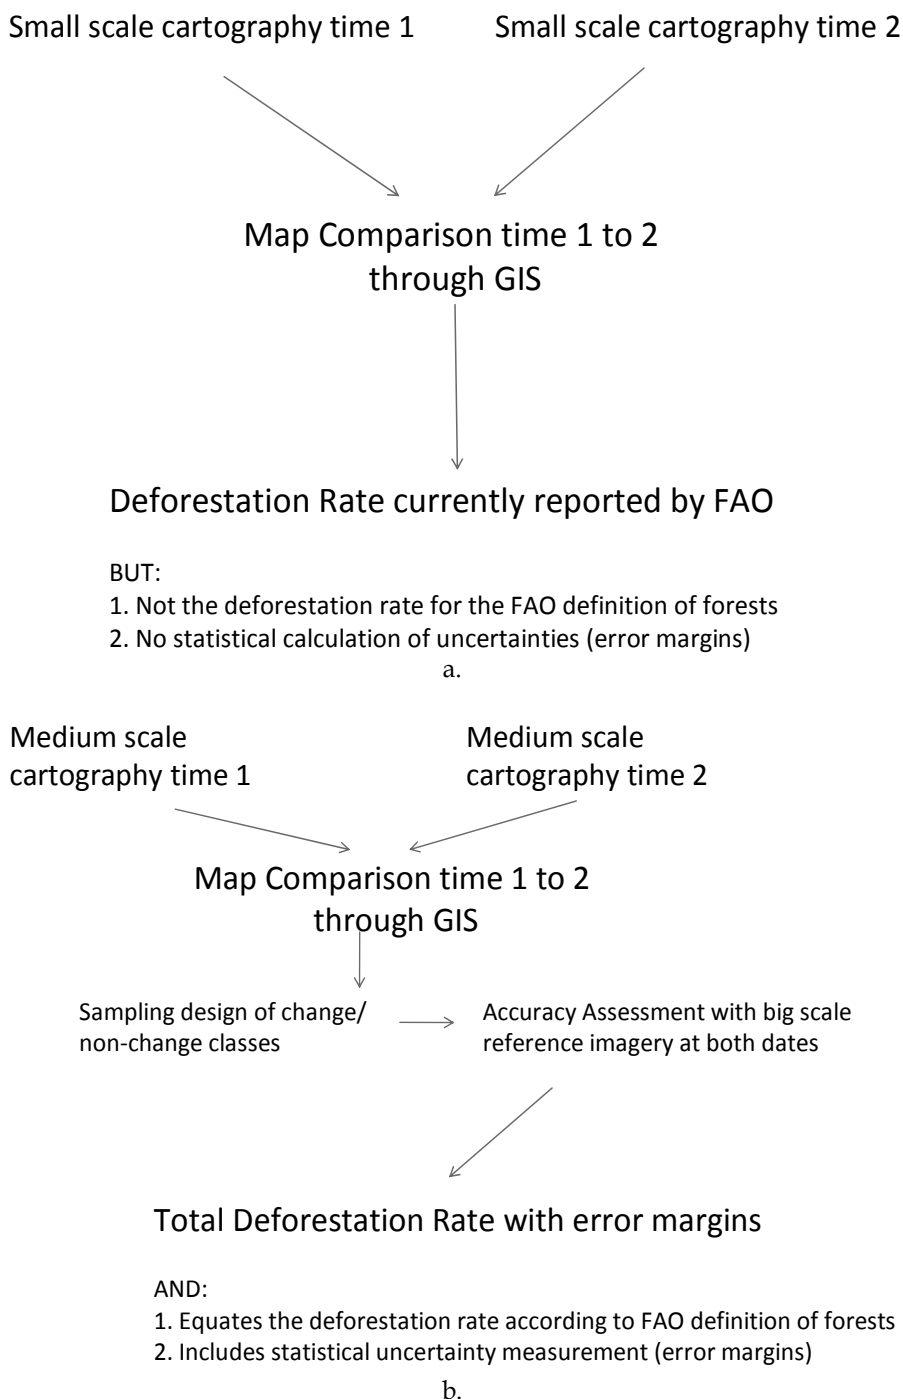 Small scale cartography time 1
Small scale cartography time 2
Map Comparison time 1 to 2
through GIS
Deforestation Rate currently reported by FAO
BUT:
1. Not the deforestation rate for the FAO definition of forests
2. No statistical calculation of uncertainties (error margins)
a.
Medium scale
cartography time 1
Medium scale
cartography time 2
Map Comparison time 1 to 2
through GIS
Sampling design of change/
non-change classes
Accuracy Assessment with big scale
reference imagery at both dates
Total Deforestation Rate with error margins
AND:
1. Equates the deforestation rate according to FAO definition of forests
2. Includes statistical uncertainty measurement (error margins)
b.